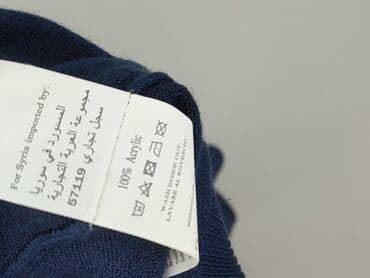 For Syria imported by:
المستورد في سوريا
مجموعة العربية التجارية
سجل تجاري 57119
100% Acrylic
WASH INSIDE OUT:
LAVARE AL ROVESCIO: